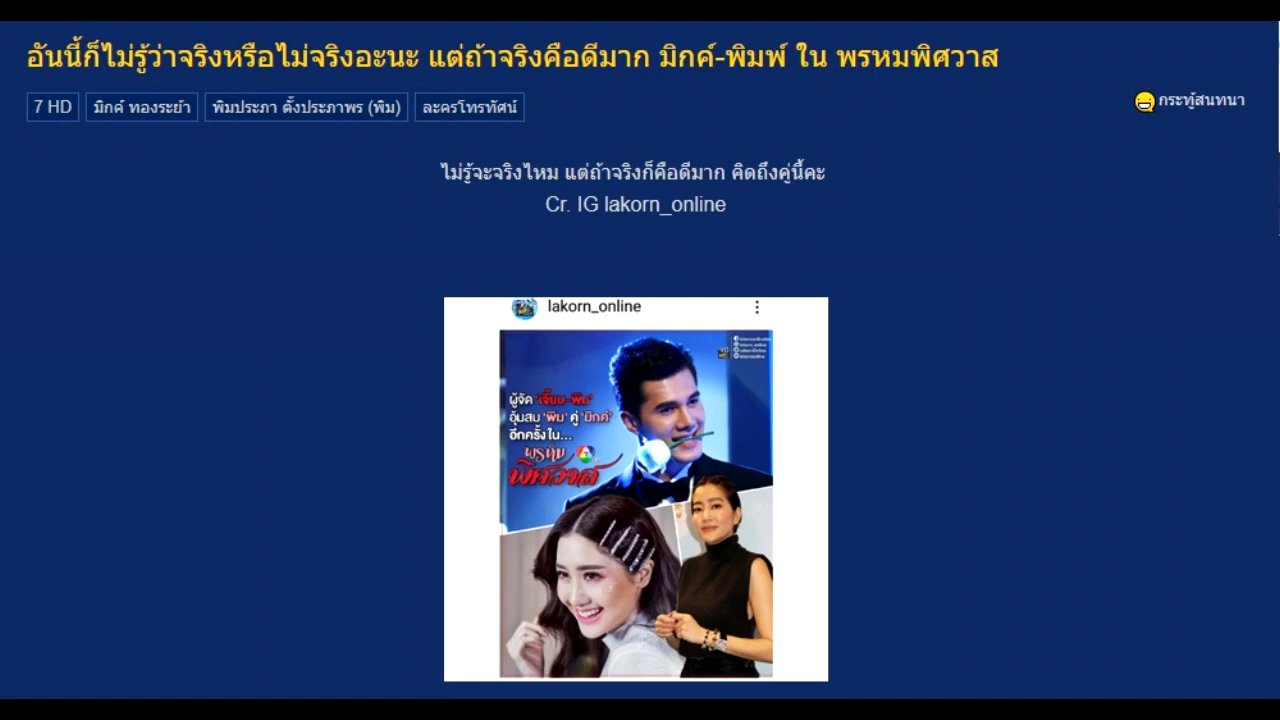 อันนี้ก็ไม่รู้ว่าจริงหรือไม่จริงอะนะ แต่ถ้าจริงคือดีมาก มิกค์-พิมพ์ ใน พรหมพิศวาส
7 HD
มิกค์ ทองระย้า
พิมประภา ตั้งประภาพร (พิม)
ละครโทรทัศน์
กระทู้สนทนา
ไม่รู้จะจริงไหม แต่ถ้าจริงก็คือดีมาก คิดถึงคู่นี้คะ
Cr. IG lakorn_online
lakorn_online
ผู้จัด 'เจี๊ยบ-พิม'
อุ้มสม 'พิม' คู่ 'มิกค์'
อีกครั้งใน...
พรหม
พิศวาส